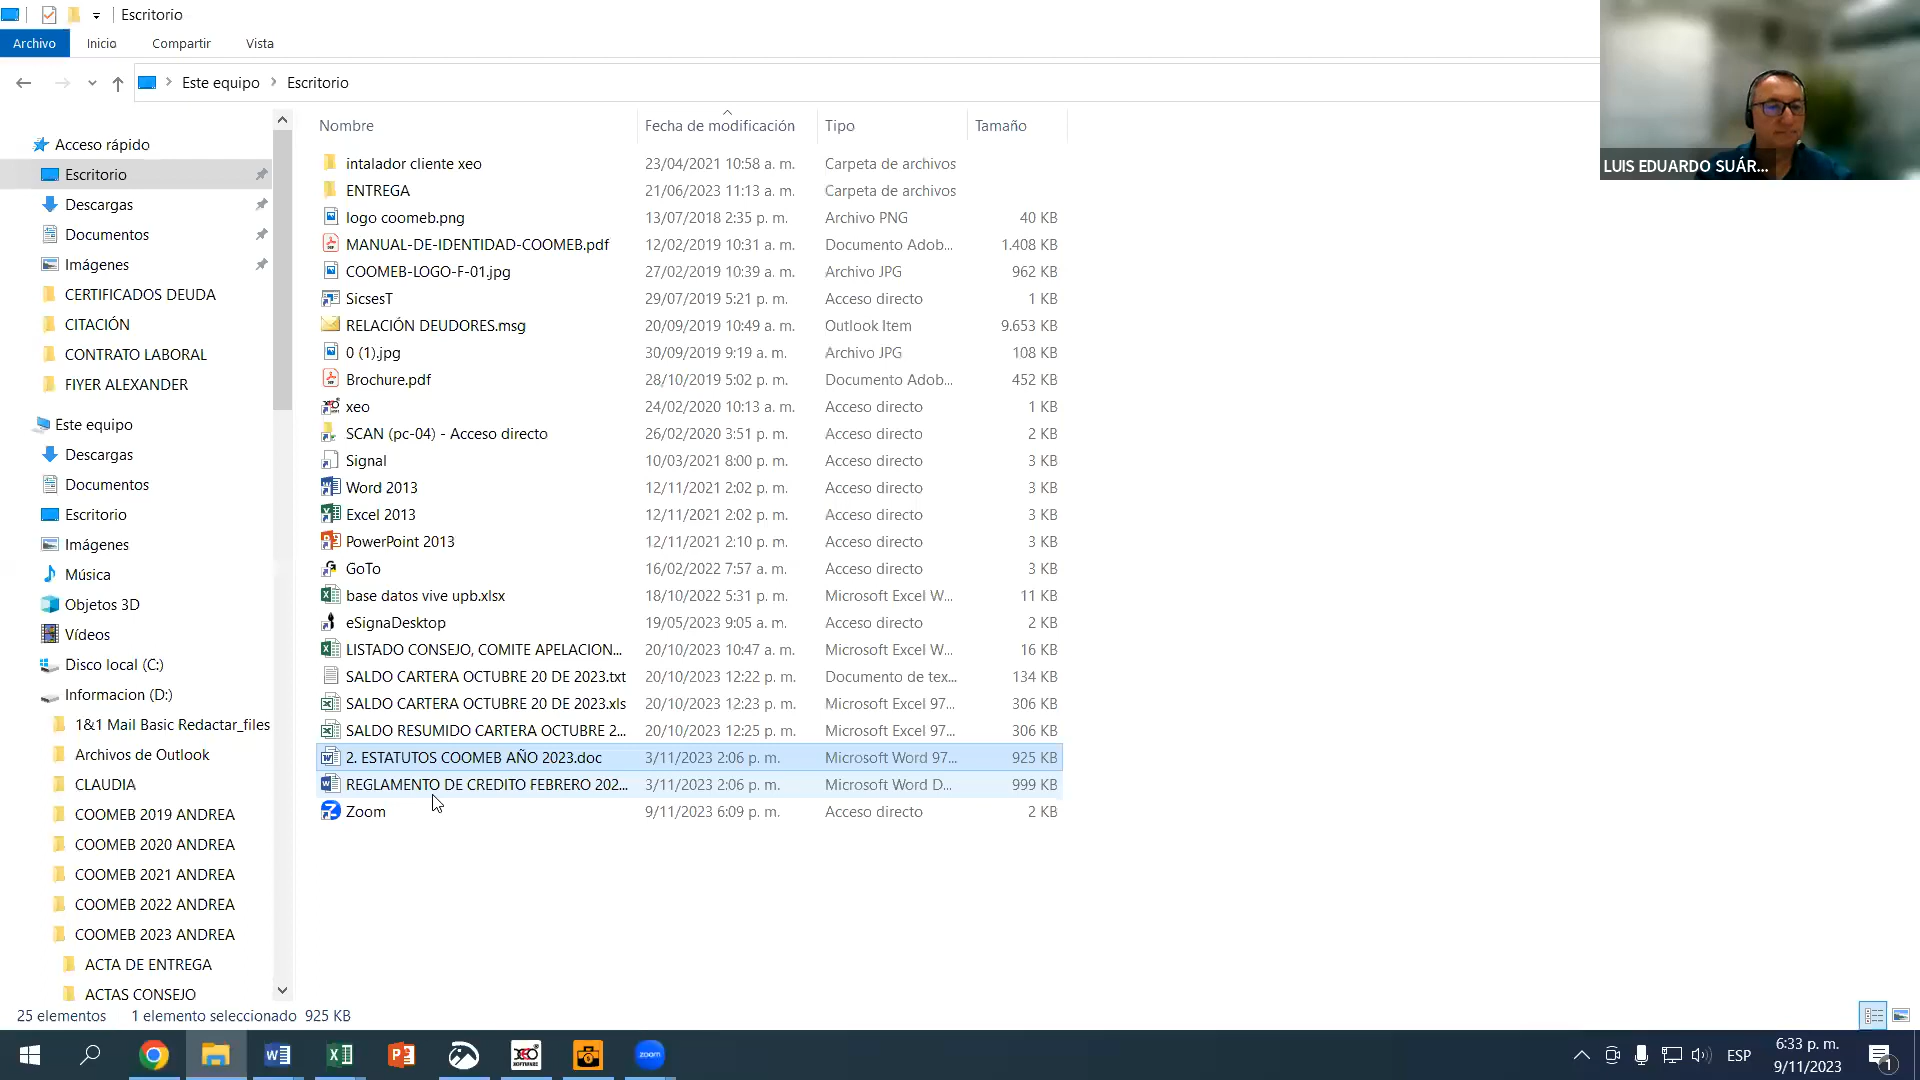 Escritorio
Archivo Inicio Compartir Vista
Este equipo Escritorio
Nombre Fecha de modificación Tipo Tamaño
Acceso rápido
Escritorio
Descargas
Documentos
Imágenes
CERTIFICADOS DEUDA
CITACIÓN
CONTRATO LABORAL
FIYER ALEXANDER
Este equipo
Descargas
Documentos
Escritorio
Imágenes
Música
Objetos 3D
Vídeos
Disco local (C:)
Informacion (D:)
1&1 Mail Basic Redactar_files
Archivos de Outlook
CLAUDIA
COOMEB 2019 ANDREA
COOMEB 2020 ANDREA
COOMEB 2021 ANDREA
COOMEB 2022 ANDREA
COOMEB 2023 ANDREA
ACTA DE ENTREGA
ACTAS CONSEJO
intalador cliente xeo 23/04/2021 10:58 a. m. Carpeta de archivos
ENTREGA 21/06/2023 11:13 a. m. Carpeta de archivos
logo coomeb.png 13/07/2018 2:35 p. m. Archivo PNG 40 KB
MANUAL-DE-IDENTIDAD-COOMEB.pdf 12/02/2019 10:31 a. m. Documento Adob... 1.408 KB
COOMEB-LOGO-F-01.jpg 27/02/2019 10:39 a. m. Archivo JPG 962 KB
SicsesT 29/07/2019 5:21 p. m. Acceso directo 1 KB
RELACIÓN DEUDORES.msg 20/09/2019 10:49 a. m. Outlook Item 9.653 KB
0 (1).jpg 30/09/2019 9:19 a. m. Archivo JPG 108 KB
Brochure.pdf 28/10/2019 5:02 p. m. Documento Adob... 452 KB
xeo 24/02/2020 10:13 a. m. Acceso directo 1 KB
SCAN (pc-04) - Acceso directo 26/02/2020 3:51 p. m. Acceso directo 2 KB
Signal 10/03/2021 8:00 p. m. Acceso directo 3 KB
Word 2013 12/11/2021 2:02 p. m. Acceso directo 3 KB
Excel 2013 12/11/2021 2:02 p. m. Acceso directo 3 KB
PowerPoint 2013 12/11/2021 2:10 p. m. Acceso directo 3 KB
GoTo 16/02/2022 7:57 a. m. Acceso directo 3 KB
base datos vive upb.xlsx 18/10/2022 5:31 p. m. Microsoft Excel W... 11 KB
eSignaDesktop 19/05/2023 9:05 a. m. Acceso directo 2 KB
LISTADO CONSEJO, COMITE APELACION... 20/10/2023 10:47 a. m. Microsoft Excel W... 16 KB
SALDO CARTERA OCTUBRE 20 DE 2023.txt 20/10/2023 12:22 p. m. Documento de tex... 134 KB
SALDO CARTERA OCTUBRE 20 DE 2023.xls 20/10/2023 12:23 p. m. Microsoft Excel 97... 306 KB
SALDO RESUMIDO CARTERA OCTUBRE 2... 20/10/2023 12:25 p. m. Microsoft Excel 97... 306 KB
2. ESTATUTOS COOMEB AÑO 2023.doc 3/11/2023 2:06 p. m. Microsoft Word 97... 925 KB
REGLAMENTO DE CREDITO FEBRERO 202... 3/11/2023 2:06 p. m. Microsoft Word D... 999 KB
Zoom 9/11/2023 6:09 p. m. Acceso directo 2 KB
LUIS EDUARDO SUÁR...
25 elementos 1 elemento seleccionado 925 KB
zoom
ESP
6:33 p. m.
9/11/2023
1